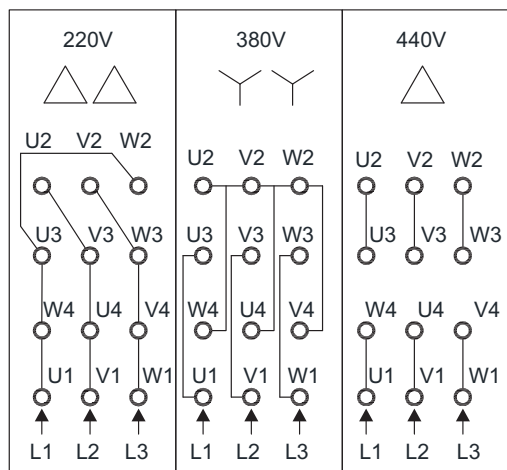 220V 380V 440V
U2 V2 W2 U2 V2 W2 U2 V2 W2
U3 V3 W3 U3 V3 W3 U3 V3 W3
W4 U4 V4 W4 U4 V4 W4 U4 V4
U1 V1 W1 U1 V1 W1 U1 V1 W1
L1 L2 L3 L1 L2 L3 L1 L2 L3